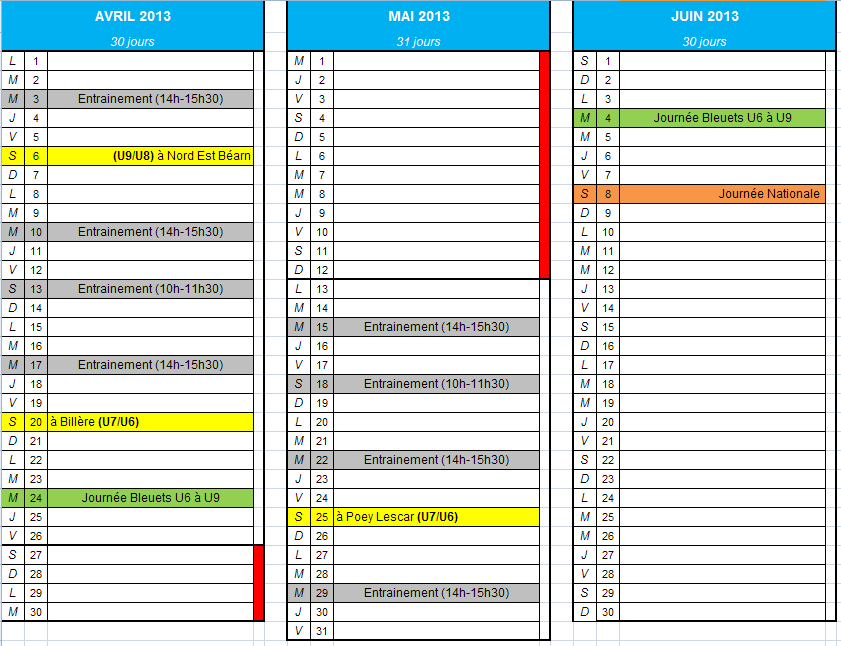 AVRIL 2013
30 jours
L 1
M 2
M 3 Entrainement (14h-15h30)
J 4
V 5
S 6 (U9/U8) à Nord Est Béarn
D 7
L 8
M 9
M 10 Entrainement (14h-15h30)
J 11
V 12
S 13 Entrainement (10h-11h30)
D 14
L 15
M 16
M 17 Entrainement (14h-15h30)
J 18
V 19
S 20 à Billère (U7/U6)
D 21
L 22
M 23
M 24 Journée Bleuets U6 à U9
J 25
V 26
S 27
D 28
L 29
M 30
MAI 2013
31 jours
M 1
J 2
V 3
S 4
D 5
L 6
M 7
M 8
J 9
V 10
S 11
D 12
L 13
M 14
M 15 Entrainement (14h-15h30)
J 16
V 17
S 18 Entrainement (10h-11h30)
D 19
L 20
M 21
M 22 Entrainement (14h-15h30)
J 23
V 24
S 25 à Poey Lescar (U7/U6)
D 26
L 27
M 28
M 29 Entrainement (14h-15h30)
J 30
V 31
JUIN 2013
30 jours
S 1
D 2
L 3
M 4 Journée Bleuets U6 à U9
M 5
J 6
V 7
S 8 Journée Nationale
D 9
L 10
M 11
M 12
J 13
V 14
S 15
D 16
L 17
M 18
M 19
J 20
V 21
S 22
D 23
L 24
M 25
M 26
J 27
V 28
S 29
D 30